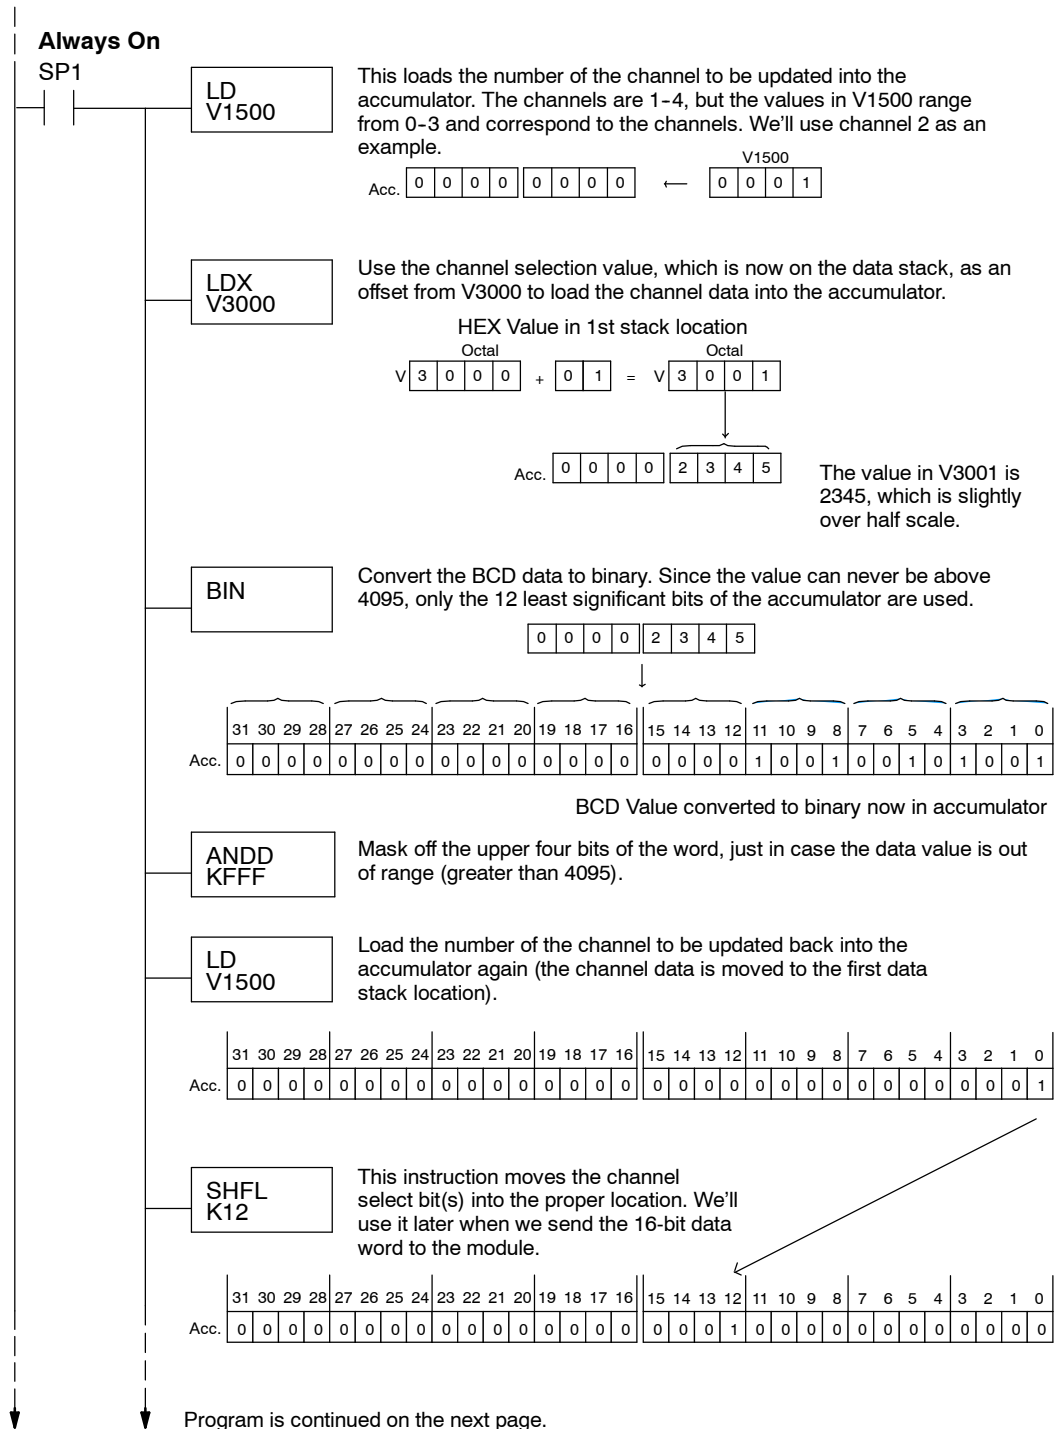 Always On
SP1
LD
V1500
This loads the number of the channel to be updated into the
accumulator. The channels are 1--4, but the values in V1500 range
from 0--3 and correspond to the channels. We'll use channel 2 as an
example.
V1500
Acc. 0 0 0 0 0 0 0 0 ← 0 0 0 1
LDX
V3000
Use the channel selection value, which is now on the data stack, as an
offset from V3000 to load the channel data into the accumulator.
HEX Value in 1st stack location
Octal Octal
V 3 0 0 0 + 0 1 = V 3 0 0 1
Acc. 0 0 0 0 2 3 4 5
The value in V3001 is
2345, which is slightly
over half scale.
BIN
Convert the BCD data to binary. Since the value can never be above
4095, only the 12 least significant bits of the accumulator are used.
0 0 0 0 2 3 4 5
31 30 29 28 27 26 25 24 23 22 21 20 19 18 17 16 15 14 13 12 11 10 9 8 7 6 5 4 3 2 1 0
Acc. 0 0 0 0 0 0 0 0 0 0 0 0 0 0 0 0 0 0 0 0 1 0 0 1 0 0 1 0 1 0 0 1
BCD Value converted to binary now in accumulator
ANDD
KFFF
Mask off the upper four bits of the word, just in case the data value is out
of range (greater than 4095).
LD
V1500
Load the number of the channel to be updated back into the
accumulator again (the channel data is moved to the first data
stack location).
31 30 29 28 27 26 25 24 23 22 21 20 19 18 17 16 15 14 13 12 11 10 9 8 7 6 5 4 3 2 1 0
Acc. 0 0 0 0 0 0 0 0 0 0 0 0 0 0 0 0 0 0 0 0 0 0 0 0 0 0 0 0 0 0 0 1
SHFL
K12
This instruction moves the channel
select bit(s) into the proper location. We'll
use it later when we send the 16-bit data
word to the module.
31 30 29 28 27 26 25 24 23 22 21 20 19 18 17 16 15 14 13 12 11 10 9 8 7 6 5 4 3 2 1 0
Acc. 0 0 0 0 0 0 0 0 0 0 0 0 0 0 0 0 0 0 0 1 0 0 0 0 0 0 0 0 0 0 0 0
Program is continued on the next page.